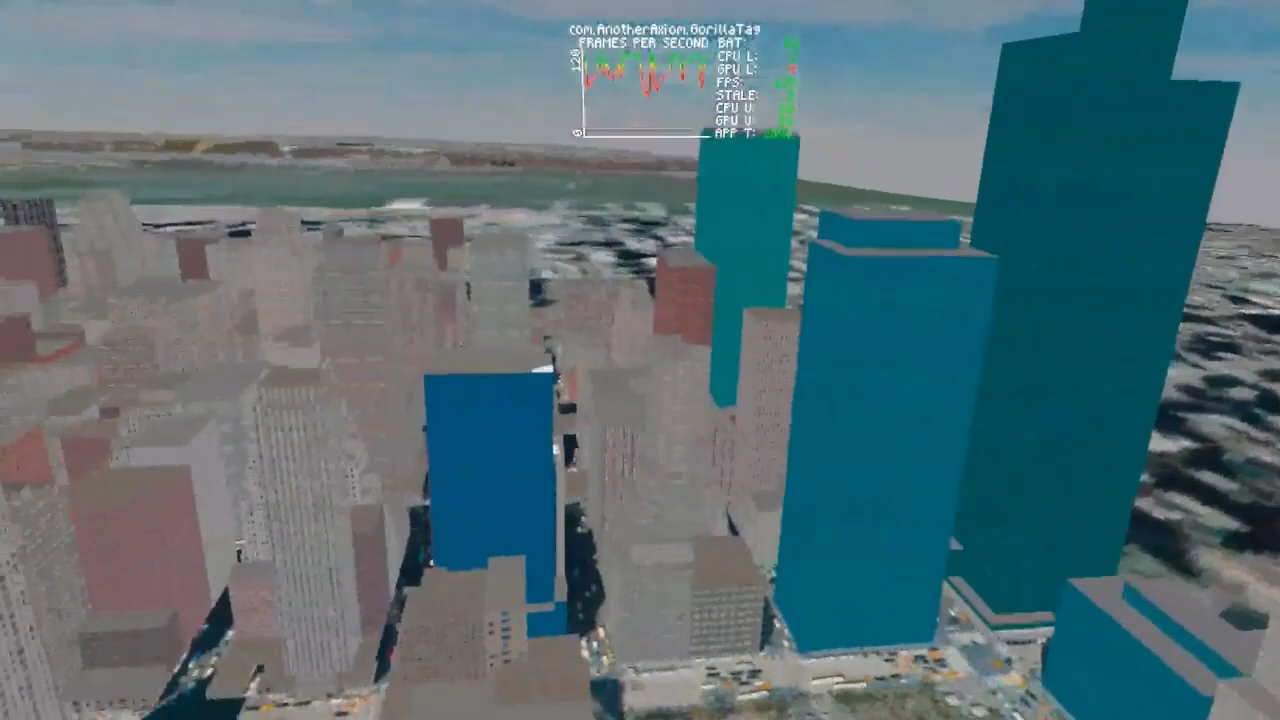 com.AnotherAxiom.GorillaTag
FRAMES PER SECOND BAT:
120 CPU L:
GPU L:
FPS:
STALE:
CPU U:
GPU U:
0 APP T: